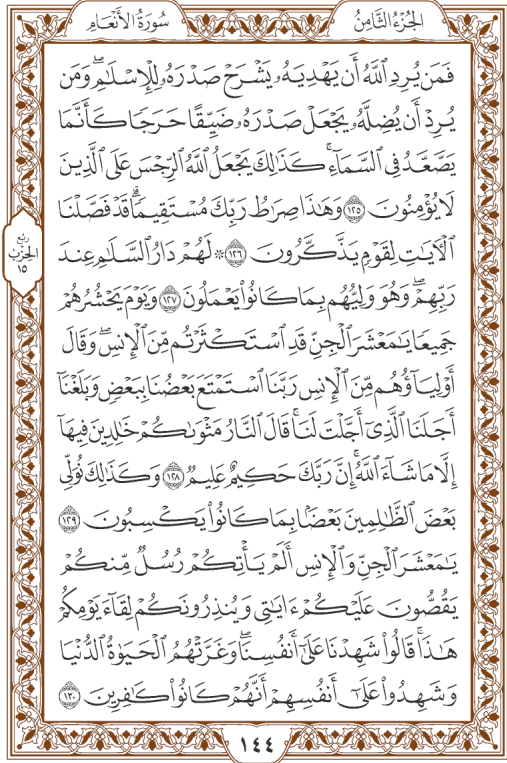 الجزء الثامن
سورة الأنعام
فَمَن يُرِدِ ٱللَّهُ أَن يَهْدِيَهُۥ يَشْرَحْ صَدْرَهُۥ لِلْإِسْلَٰمِۖ وَمَن
يُرِدْ أَن يُضِلَّهُۥ يَجْعَلْ صَدْرَهُۥ ضَيِّقًا حَرَجًا كَأَنَّمَا
يَصَّعَّدُ فِي ٱلسَّمَآءِۚ كَذَٰلِكَ يَجْعَلُ ٱللَّهُ ٱلرِّجْسَ عَلَى ٱلَّذِينَ
لَا يُؤْمِنُونَ ١٢٥ وَهَٰذَا صِرَٰطُ رَبِّكَ مُسْتَقِيمًاۗ قَدْ فَصَّلْنَا
ٱلْأٓيَٰتِ لِقَوْمٍ يَذَّكَّرُونَ ١٢٦ ۞ لَهُمْ دَارُ ٱلسَّلَٰمِ عِندَ
رَبِّهِمْۖ وَهُوَ وَلِيُّهُم بِمَا كَانُوا۟ يَعْمَلُونَ ١٢٧ وَيَوْمَ يَحْشُرُهُمْ
جَمِيعًا يَٰمَعْشَرَ ٱلْجِنِّ قَدِ ٱسْتَكْثَرْتُم مِّنَ ٱلْإِنسِۖ وَقَالَ
أَوْلِيَآؤُهُم مِّنَ ٱلْإِنسِ رَبَّنَا ٱسْتَمْتَعَ بَعْضُنَا بِبَعْضٍ وَبَلَغْنَآ
أَجَلَنَا ٱلَّذِيٓ أَجَّلْتَ لَنَاۚ قَالَ ٱلنَّارُ مَثْوَىٰكُمْ خَٰلِدِينَ فِيهَآ
إِلَّا مَا شَآءَ ٱللَّهُۚ إِنَّ رَبَّكَ حَكِيمٌ عَلِيمٌ ١٢٨ وَكَذَٰلِكَ نُوَلِّي
بَعْضَ ٱلظَّٰلِمِينَ بَعْضًۢا بِمَا كَانُوا۟ يَكْسِبُونَ ١٢٩
يَٰمَعْشَرَ ٱلْجِنِّ وَٱلْإِنسِ أَلَمْ يَأْتِكُمْ رُسُلٌ مِّنكُمْ
يَقُصُّونَ عَلَيْكُمْ ءَايَٰتِي وَيُنذِرُونَكُمْ لِقَآءَ يَوْمِكُمْ
هَٰذَاۚ قَالُوا۟ شَهِدْنَا عَلَىٰٓ أَنفُسِنَاۖ وَغَرَّتْهُمُ ٱلْحَيَوٰةُ ٱلدُّنْيَا
وَشَهِدُوا۟ عَلَىٰٓ أَنفُسِهِمْ أَنَّهُمْ كَانُوا۟ كَٰفِرِينَ ١٣٠
ربع
الحزب
١٥
١٤٤